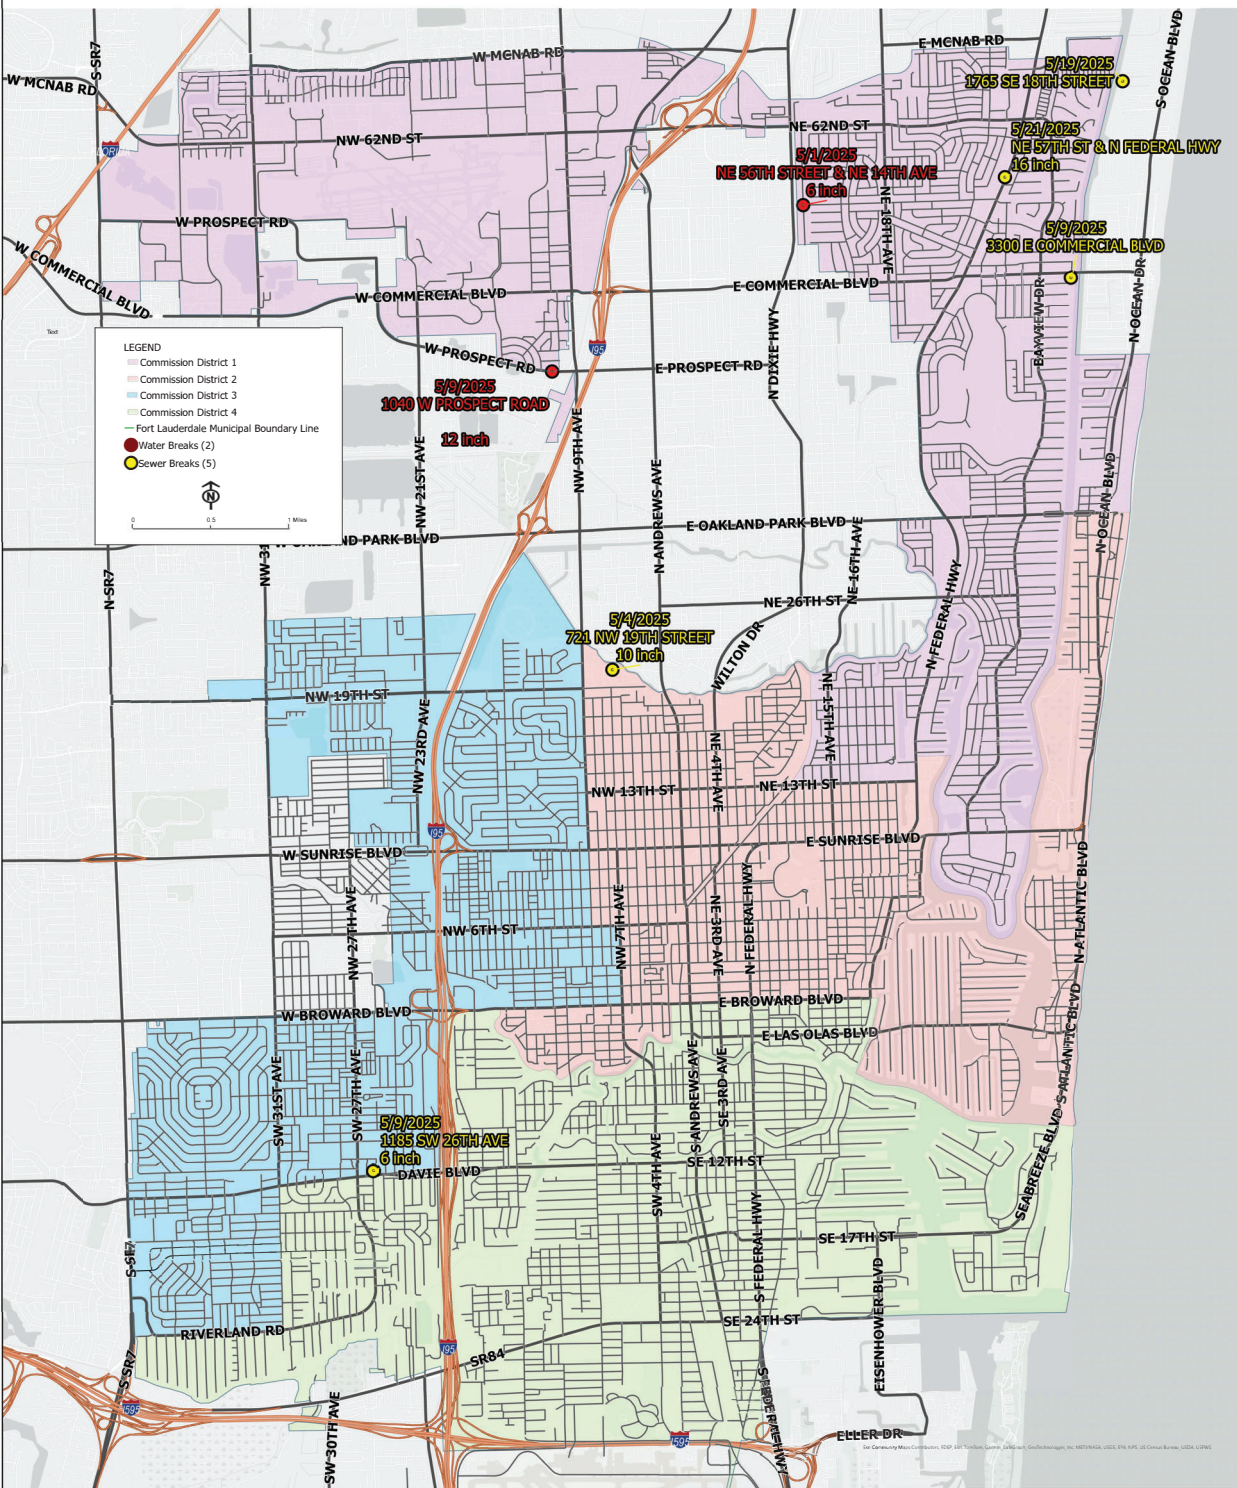 S SR7
W MCNAB RD
W MCNAB RD
E MCNAB RD
S OCEAN BLVD
5/19/2025
1765 SE 18TH STREET
NW 62ND ST
NE 62ND ST
5/21/2025
NE 57TH ST & N FEDERAL HWY
16 inch
5/1/2025
NE 56TH STREET & NE 14TH AVE
6 inch
NE 18TH AVE
W PROSPECT RD
5/9/2025
3300 E COMMERCIAL BLVD
W COMMERCIAL BLVD
W COMMERCIAL BLVD
E COMMERCIAL BLVD
N OCEAN DR
BAYVIEW DR
N DIXIE HWY
Text
LEGEND
Commission District 1
Commission District 2
Commission District 3
Commission District 4
Fort Lauderdale Municipal Boundary Line
Water Breaks (2)
Sewer Breaks (5)
N
0 0.5 1 Miles
W PROSPECT RD
I95
E PROSPECT RD
5/9/2025
1040 W PROSPECT ROAD
12 inch
NW 9TH AVE
NW 21ST AVE
N ANDREWS AVE
N OCEAN BLVD
E OAKLAND PARK BLVD
NE 16TH AVE
N SR7
NE 26TH ST
N FEDERAL HWY
5/4/2025
721 NW 19TH STREET
10 inch
WILTON DR
NW 19TH ST
NW 23RD AVE
NE 15TH AVE
NE 4TH AVE
NW 13TH ST
NE 13TH ST
I95
W SUNRISE BLVD
E SUNRISE BLVD
N ATLANTIC BLVD
NW 27TH AVE
NW 6TH ST
NW 7TH AVE
NE 3RD AVE
N FEDERAL HWY
W BROWARD BLVD
E BROWARD BLVD
E LAS OLAS BLVD
S ATLANTIC BLVD
SW 31ST AVE
SW 27TH AVE
S ANDREWS AVE
SE 3RD AVE
5/9/2025
1185 SW 26TH AVE
6 inch
DAVIE BLVD
SE 12TH ST
SW 4TH AVE
SEABREEZE BLVD
S FEDERAL HWY
SE 17TH ST
EISENHOWER BLVD
RIVERLAND RD
SE 24TH ST
I95
SR84
S SR7
I595
SW 30TH AVE
I595
S FEDERAL HWY
ELLER DR